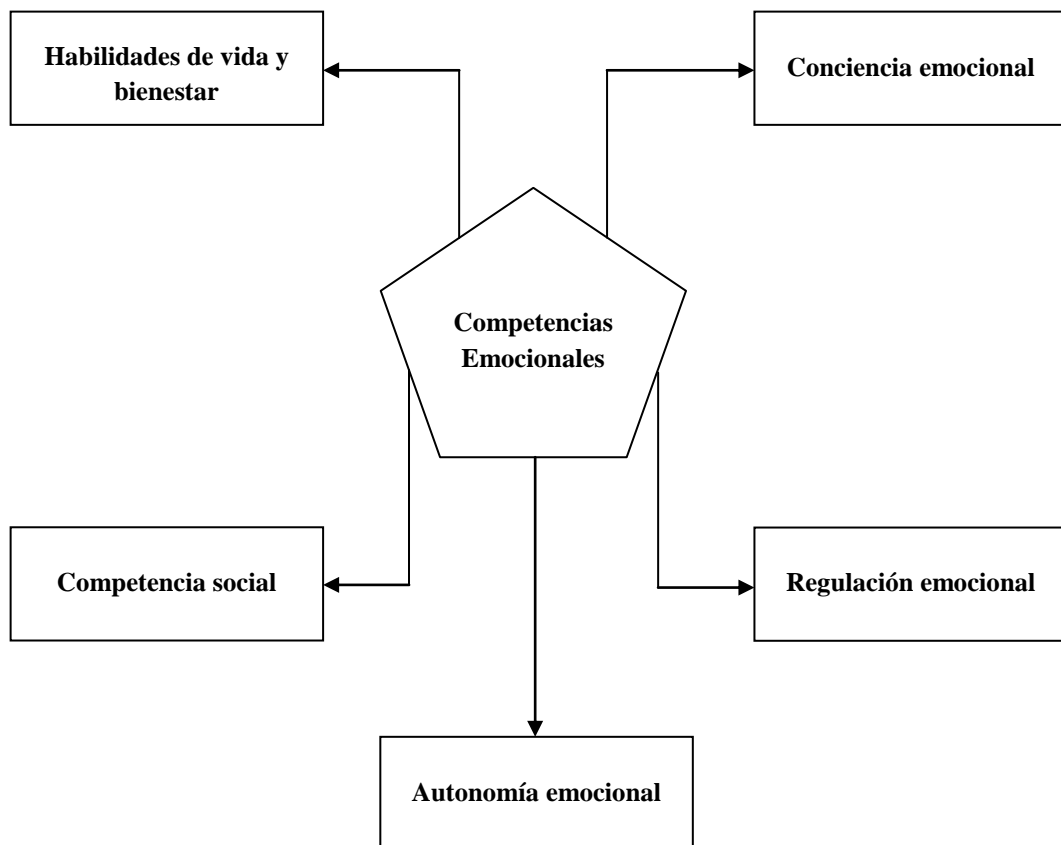 Habilidades de vida y
bienestar
Conciencia emocional
Competencias
Emocionales
Competencia social
Regulación emocional
Autonomía emocional